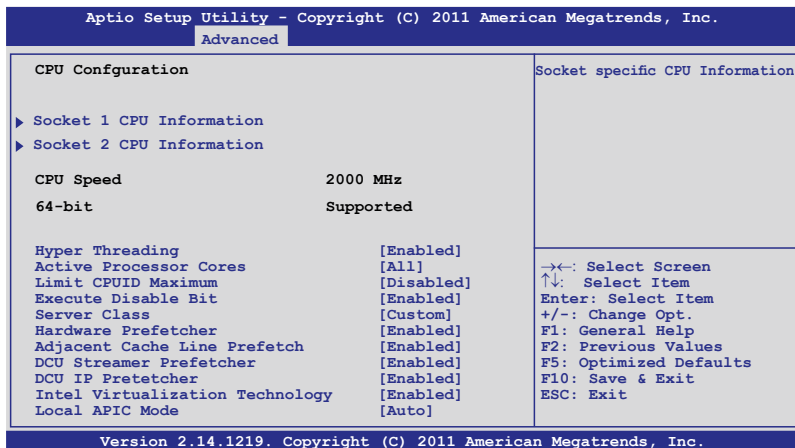 Aptio Setup Utility - Copyright (C) 2011 American Megatrends, Inc.
Advanced
CPU Confguration
Socket 1 CPU Information
Socket 2 CPU Information
CPU Speed 2000 MHz
64-bit Supported
Hyper Threading [Enabled]
Active Processor Cores [All]
Limit CPUID Maximum [Disabled]
Execute Disable Bit [Enabled]
Server Class [Custom]
Hardware Prefetcher [Enabled]
Adjacent Cache Line Prefetch [Enabled]
DCU Streamer Prefetcher [Enabled]
DCU IP Pretetcher [Enabled]
Intel Virtualization Technology [Enabled]
Local APIC Mode [Auto]
Socket specific CPU Information
→←: Select Screen
↑↓: Select Item
Enter: Select Item
+/-: Change Opt.
F1: General Help
F2: Previous Values
F5: Optimized Defaults
F10: Save & Exit
ESC: Exit
Version 2.14.1219. Copyright (C) 2011 American Megatrends, Inc.